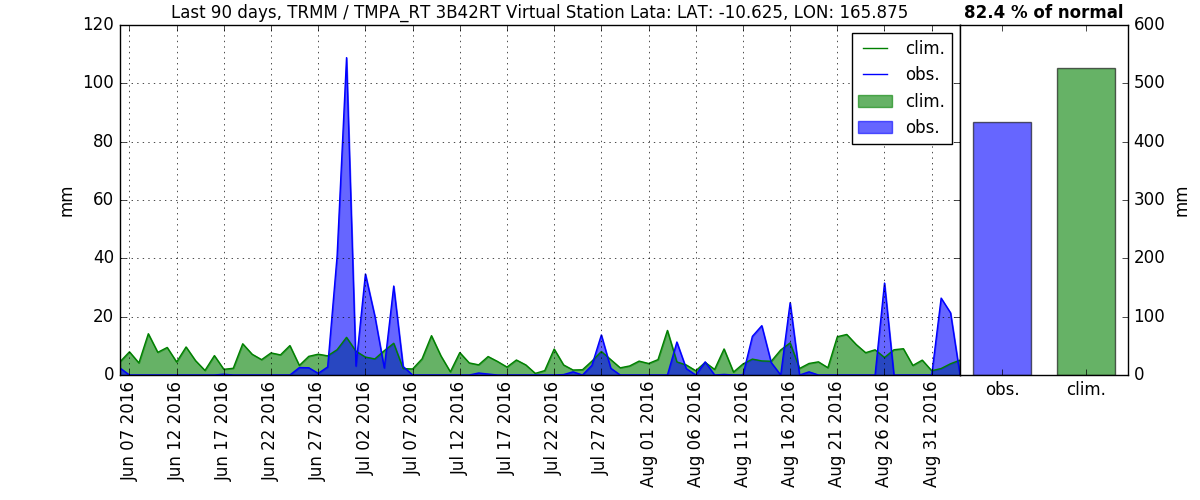 Last 90 days, TRMM / TMPA_RT 3B42RT Virtual Station Lata: LAT: -10.625, LON: 165.875
82.4 % of normal
120
100
80
60
40
20
0
mm
clim.
obs.
clim.
obs.
600
500
400
300
200
100
0
mm
obs.
clim.
Jun 07 2016
Jun 12 2016
Jun 17 2016
Jun 22 2016
Jun 27 2016
Jul 02 2016
Jul 07 2016
Jul 12 2016
Jul 17 2016
Jul 22 2016
Jul 27 2016
Aug 01 2016
Aug 06 2016
Aug 11 2016
Aug 16 2016
Aug 21 2016
Aug 26 2016
Aug 31 2016